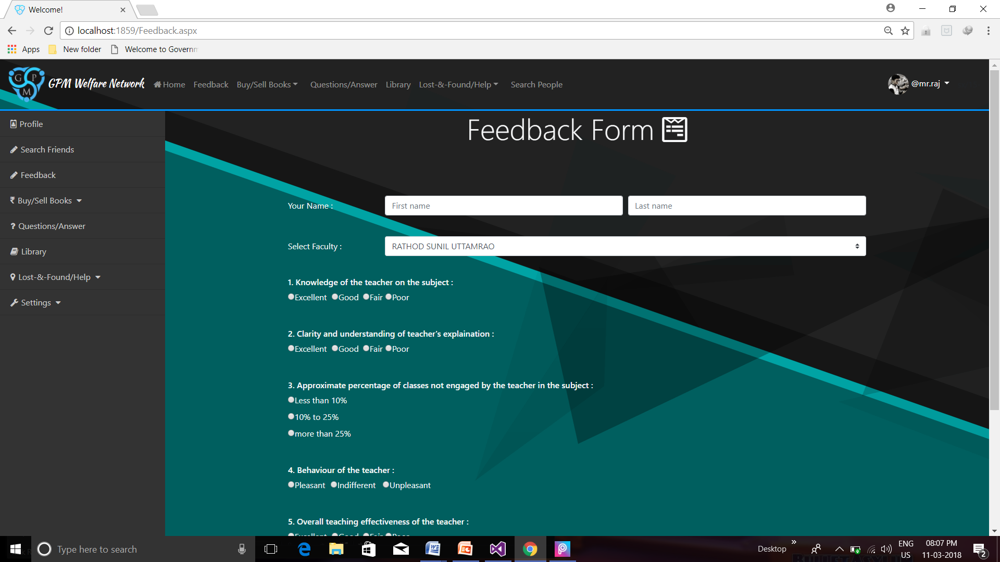 Welcome!
localhost:1859/Feedback.aspx
Apps New folder Welcome to Governm
G P M GPM Welfare Network Home Feedback Buy/Sell Books Questions/Answer Library Lost-&-Found/Help Search People @mr.raj
Profile
Search Friends
Feedback
Buy/Sell Books
Questions/Answer
Library
Lost-&-Found/Help
Settings
Feedback Form
Your Name : First name Last name
Select Faculty : RATHOD SUNIL UTTAMRAO
1. Knowledge of the teacher on the subject :
Excellent Good Fair Poor
2. Clarity and understanding of teacher's explaination :
Excellent Good Fair Poor
3. Approximate percentage of classes not engaged by the teacher in the subject :
Less than 10%
10% to 25%
more than 25%
4. Behaviour of the teacher :
Pleasant Indifferent Unpleasant
5. Overall teaching effectiveness of the teacher :
Excellent Good Fair Poor
Type here to search
Desktop
ENG
US
08:07 PM
11-03-2018
2